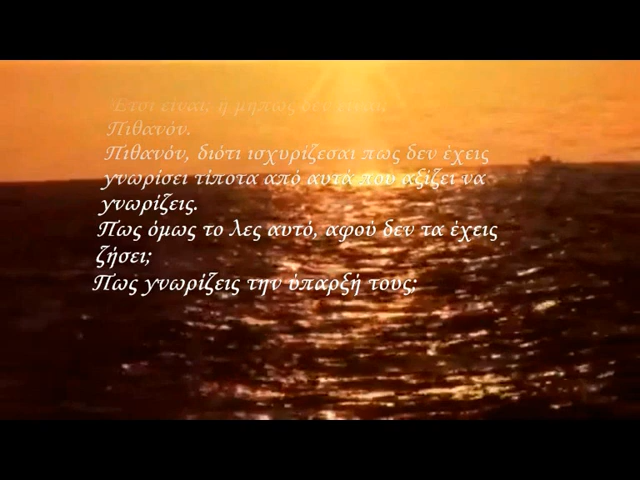 Έτσι είναι; ή μήπως δεν είναι;
Πιθανόν.
Πιθανόν, διότι ισχυρίζεσαι πως δεν έχεις
γνωρίσει τίποτα από αυτά που αξίζει να
γνωρίζεις.
Πως όμως το λες αυτό, αφού δεν τα έχεις
ζήσει;
Πως γνωρίζεις την ύπαρξή τους;